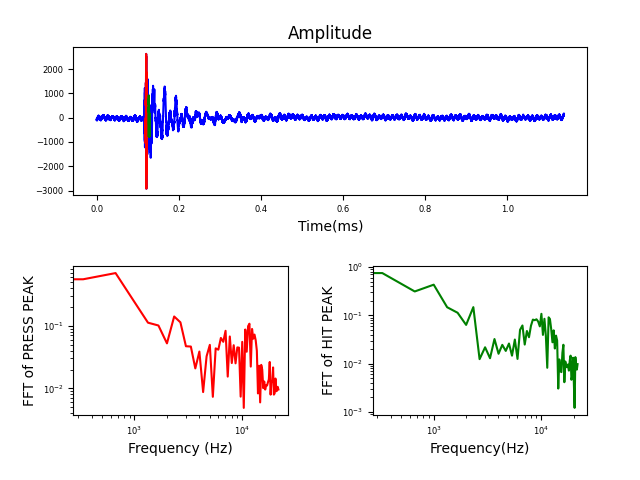 Amplitude
2000
1000
0
−1000
−2000
−3000
0.0 0.2 0.4 0.6 0.8 1.0
Time(ms)
FFT of PRESS PEAK
10⁻¹
10⁻²
10³ 10⁴
Frequency (Hz)
FFT of HIT PEAK
10⁰
10⁻¹
10⁻²
10⁻³
10³ 10⁴
Frequency(Hz)